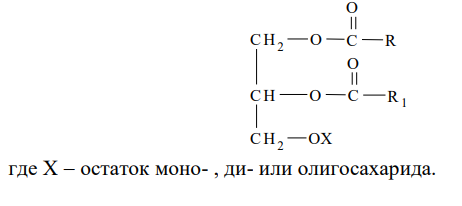 O
||
CH2—O—C—R
O
||
CH—O—C—R1
CH2—OX
где X – остаток моно- , ди- или олигосахарида.